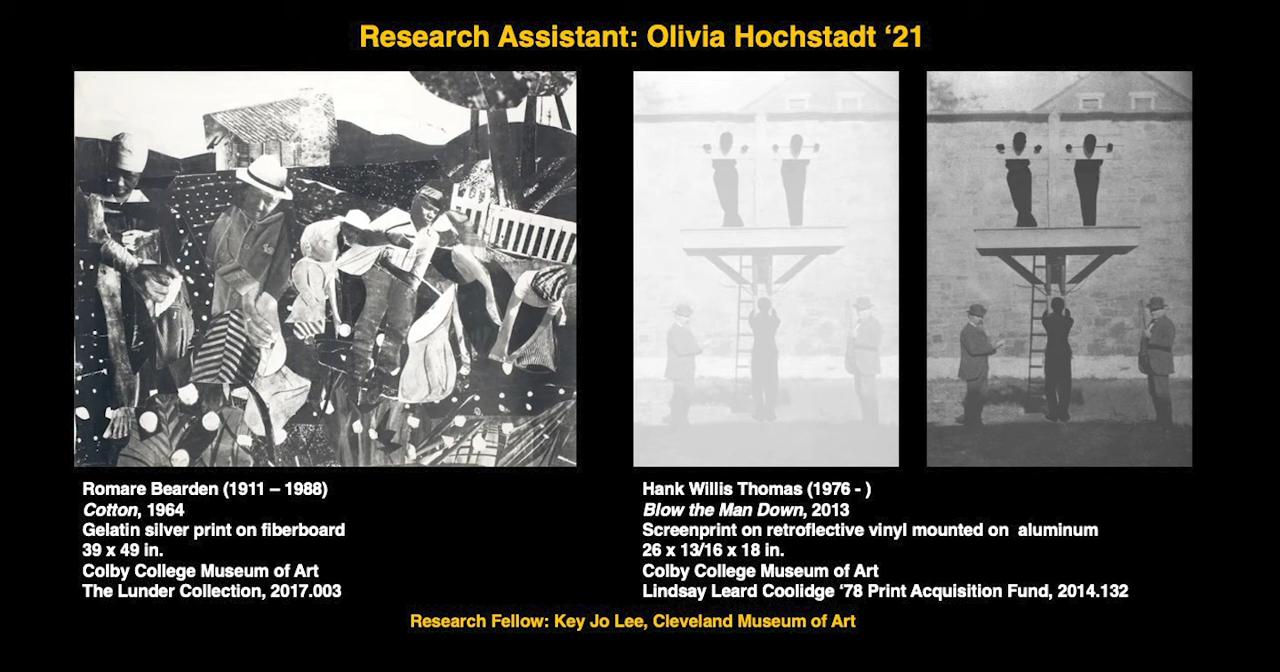 Research Assistant: Olivia Hochstadt ‘21
Romare Bearden (1911 – 1988)
Cotton, 1964
Gelatin silver print on fiberboard
39 x 49 in.
Colby College Museum of Art
The Lunder Collection, 2017.003
Hank Willis Thomas (1976 - )
Blow the Man Down, 2013
Screenprint on retroflective vinyl mounted on  aluminum
26 x 13/16 x 18 in.
Colby College Museum of Art
Lindsay Leard Coolidge ‘78 Print Acquisition Fund, 2014.132
Research Fellow: Key Jo Lee, Cleveland Museum of Art